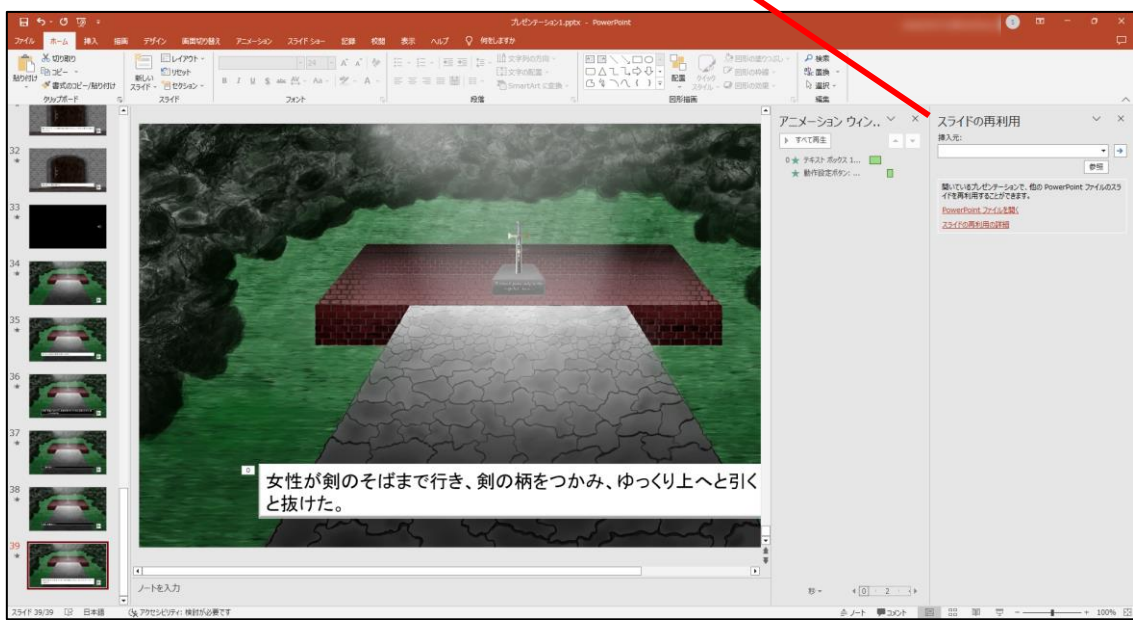 プレゼンテーション1.pptx - PowerPoint
ファイル ホーム 挿入 描画 デザイン 画面切り替え アニメーション スライド ショー 記録 校閲 表示 ヘルプ 何をしますか
切り取り
コピー
書式のコピー/貼り付け
貼り付け
クリップボード
新しい
スライド
レイアウト
リセット
セクション
スライド
24
フォント
文字列の方向
文字の配置
SmartArt に変換
段落
配置
クイック
スタイル
図形の塗りつぶし
図形の枠線
図形の効果
図形描画
検索
置換
選択
編集
32
33
34
35
36
37
38
39
0
女性が剣のそばまで行き、剣の柄をつかみ、ゆっくり上へと引く
と抜けた。
ノートを入力
アニメーション ウィン..
すべて再生
0 テキスト ボックス 1...
動作設定ボタン: ...
秒
0 2
スライドの再利用
挿入元:
参照
開いているプレゼンテーションで、他の PowerPoint ファイルのスラ
イドを再利用することができます。
PowerPoint ファイルを開く
スライドの再利用の詳細
スライド 39/39 日本語 アクセシビリティ: 検討が必要です ノート コメント 100%